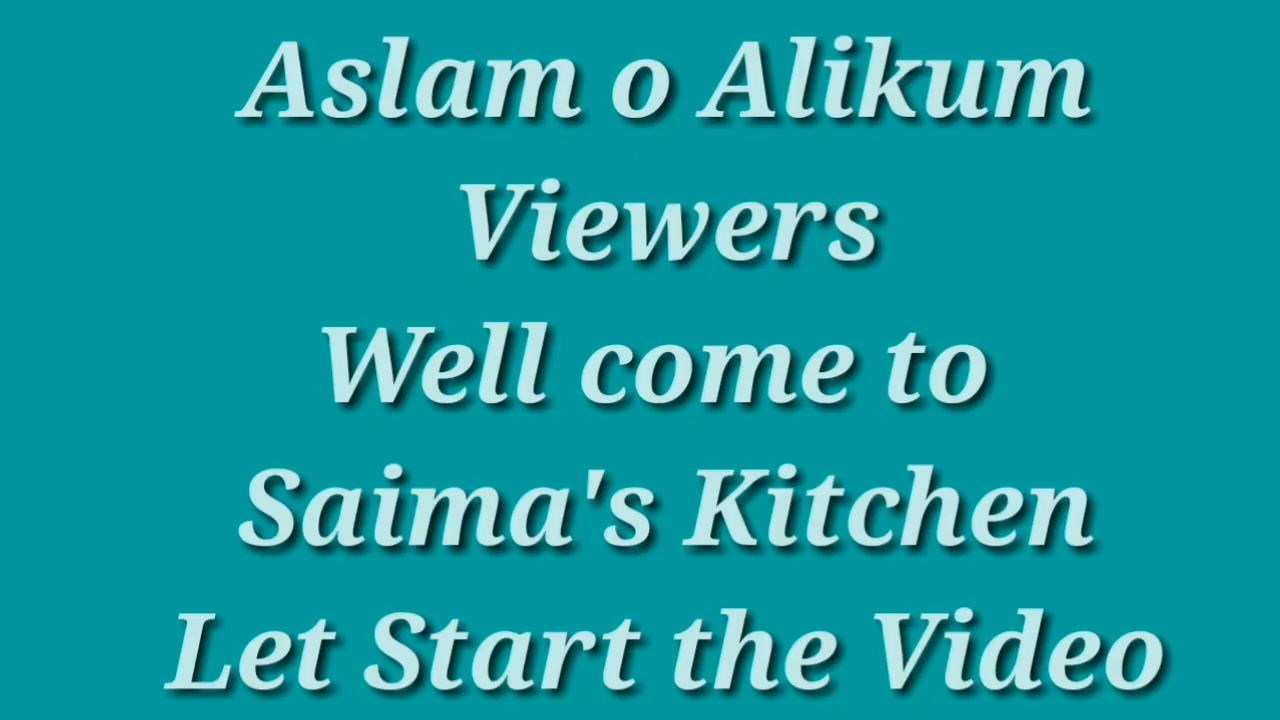 Aslam o Alikum
Viewers
Well come to
Saima's Kitchen
Let Start the Video